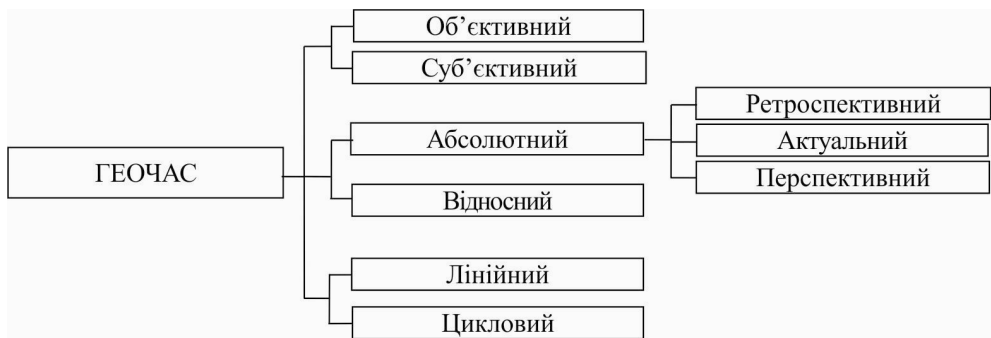 Об’єктивний
Суб’єктивний
Ретроспективний
Абсолютний
Актуальний
ГЕОЧАС
Перспективний
Відносний
Лінійний
Цикловий